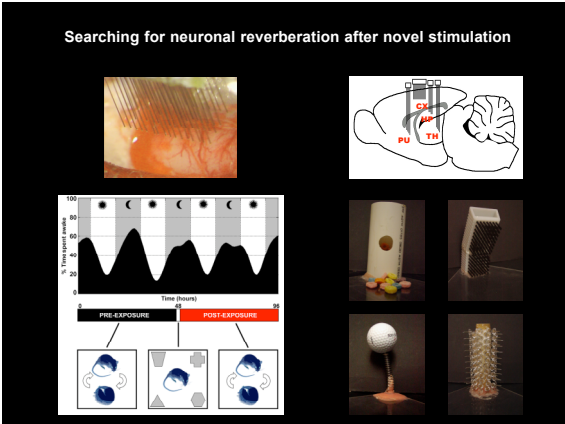 Searching for neuronal reverberation after novel stimulation
CX
HP
PU
TH
100
80
60
40
20
0
% Time spent awake
Time (hours)
0
48
96
PRE-EXPOSURE
POST-EXPOSURE